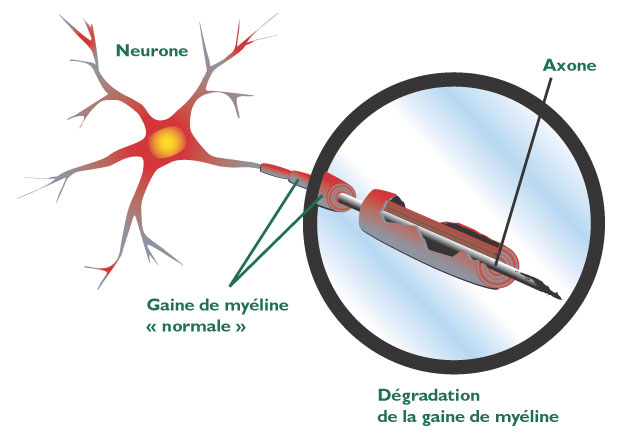 Neurone
Axone
Gaine de myéline
« normale »
Dégradation
de la gaine de myéline